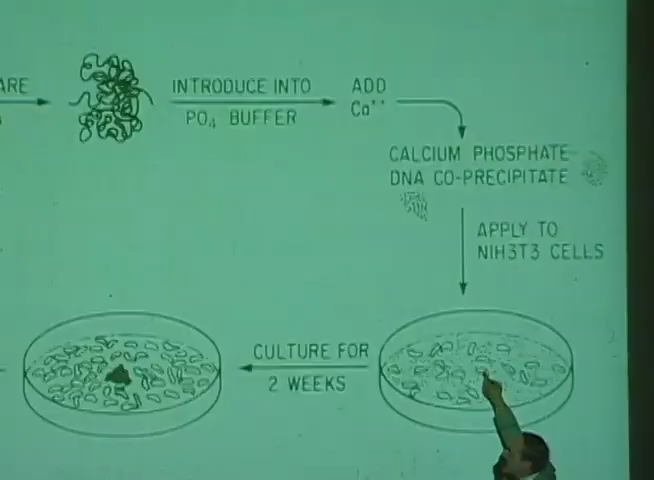 ARE
INTRODUCE INTO
PO₄ BUFFER
ADD
Ca⁺⁺
CALCIUM PHOSPHATE
DNA CO-PRECIPITATE
APPLY TO
NIH3T3 CELLS
CULTURE FOR
2 WEEKS